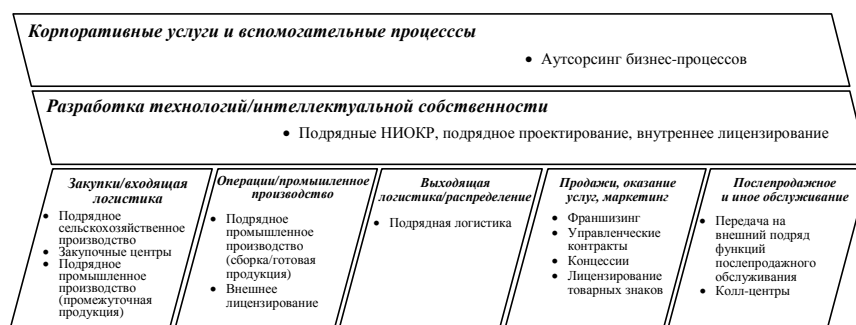 Корпоративные услуги и вспомогательные процесссы
• Аутсорсинг бизнес-процессов
Разработка технологий/интеллектуальной собственности
• Подрядные НИОКР, подрядное проектирование, внутреннее лицензирование
Закупки/входящая
логистика
• Подрядное
сельскохозяйственное
производство
• Закупочные центры
• Подрядное
промышленное
производство
(промежуточная
продукция)
Операции/промышленное
производство
• Подрядное
промышленное
производство
(сборка/готовая
продукция)
• Внешнее
лицензирование
Выходящая
логистика/распределение
• Подрядная логистика
Продажи, оказание
услуг, маркетинг
• Франшизинг
• Управленческие
контракты
• Концессии
• Лицензирование
товарных знаков
Послепродажное
и иное обслуживание
• Передача на
внешний подряд
функций
послепродажного
обслуживания
• Колл-центры